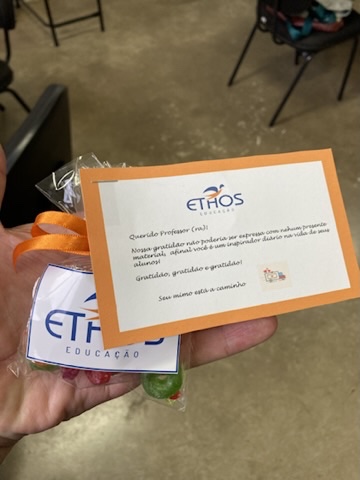 ETHOS
EDUCAÇÃO
Querido Professor (ra)!
Nossa gratidão não poderia ser expressa com nehum presente
material, afinal você é um inspirador diário na vida de seus
alunos!
Gratidão, gratidão e gratidão!
Seu mimo está a caminho
ETHOS
EDUCAÇÃO